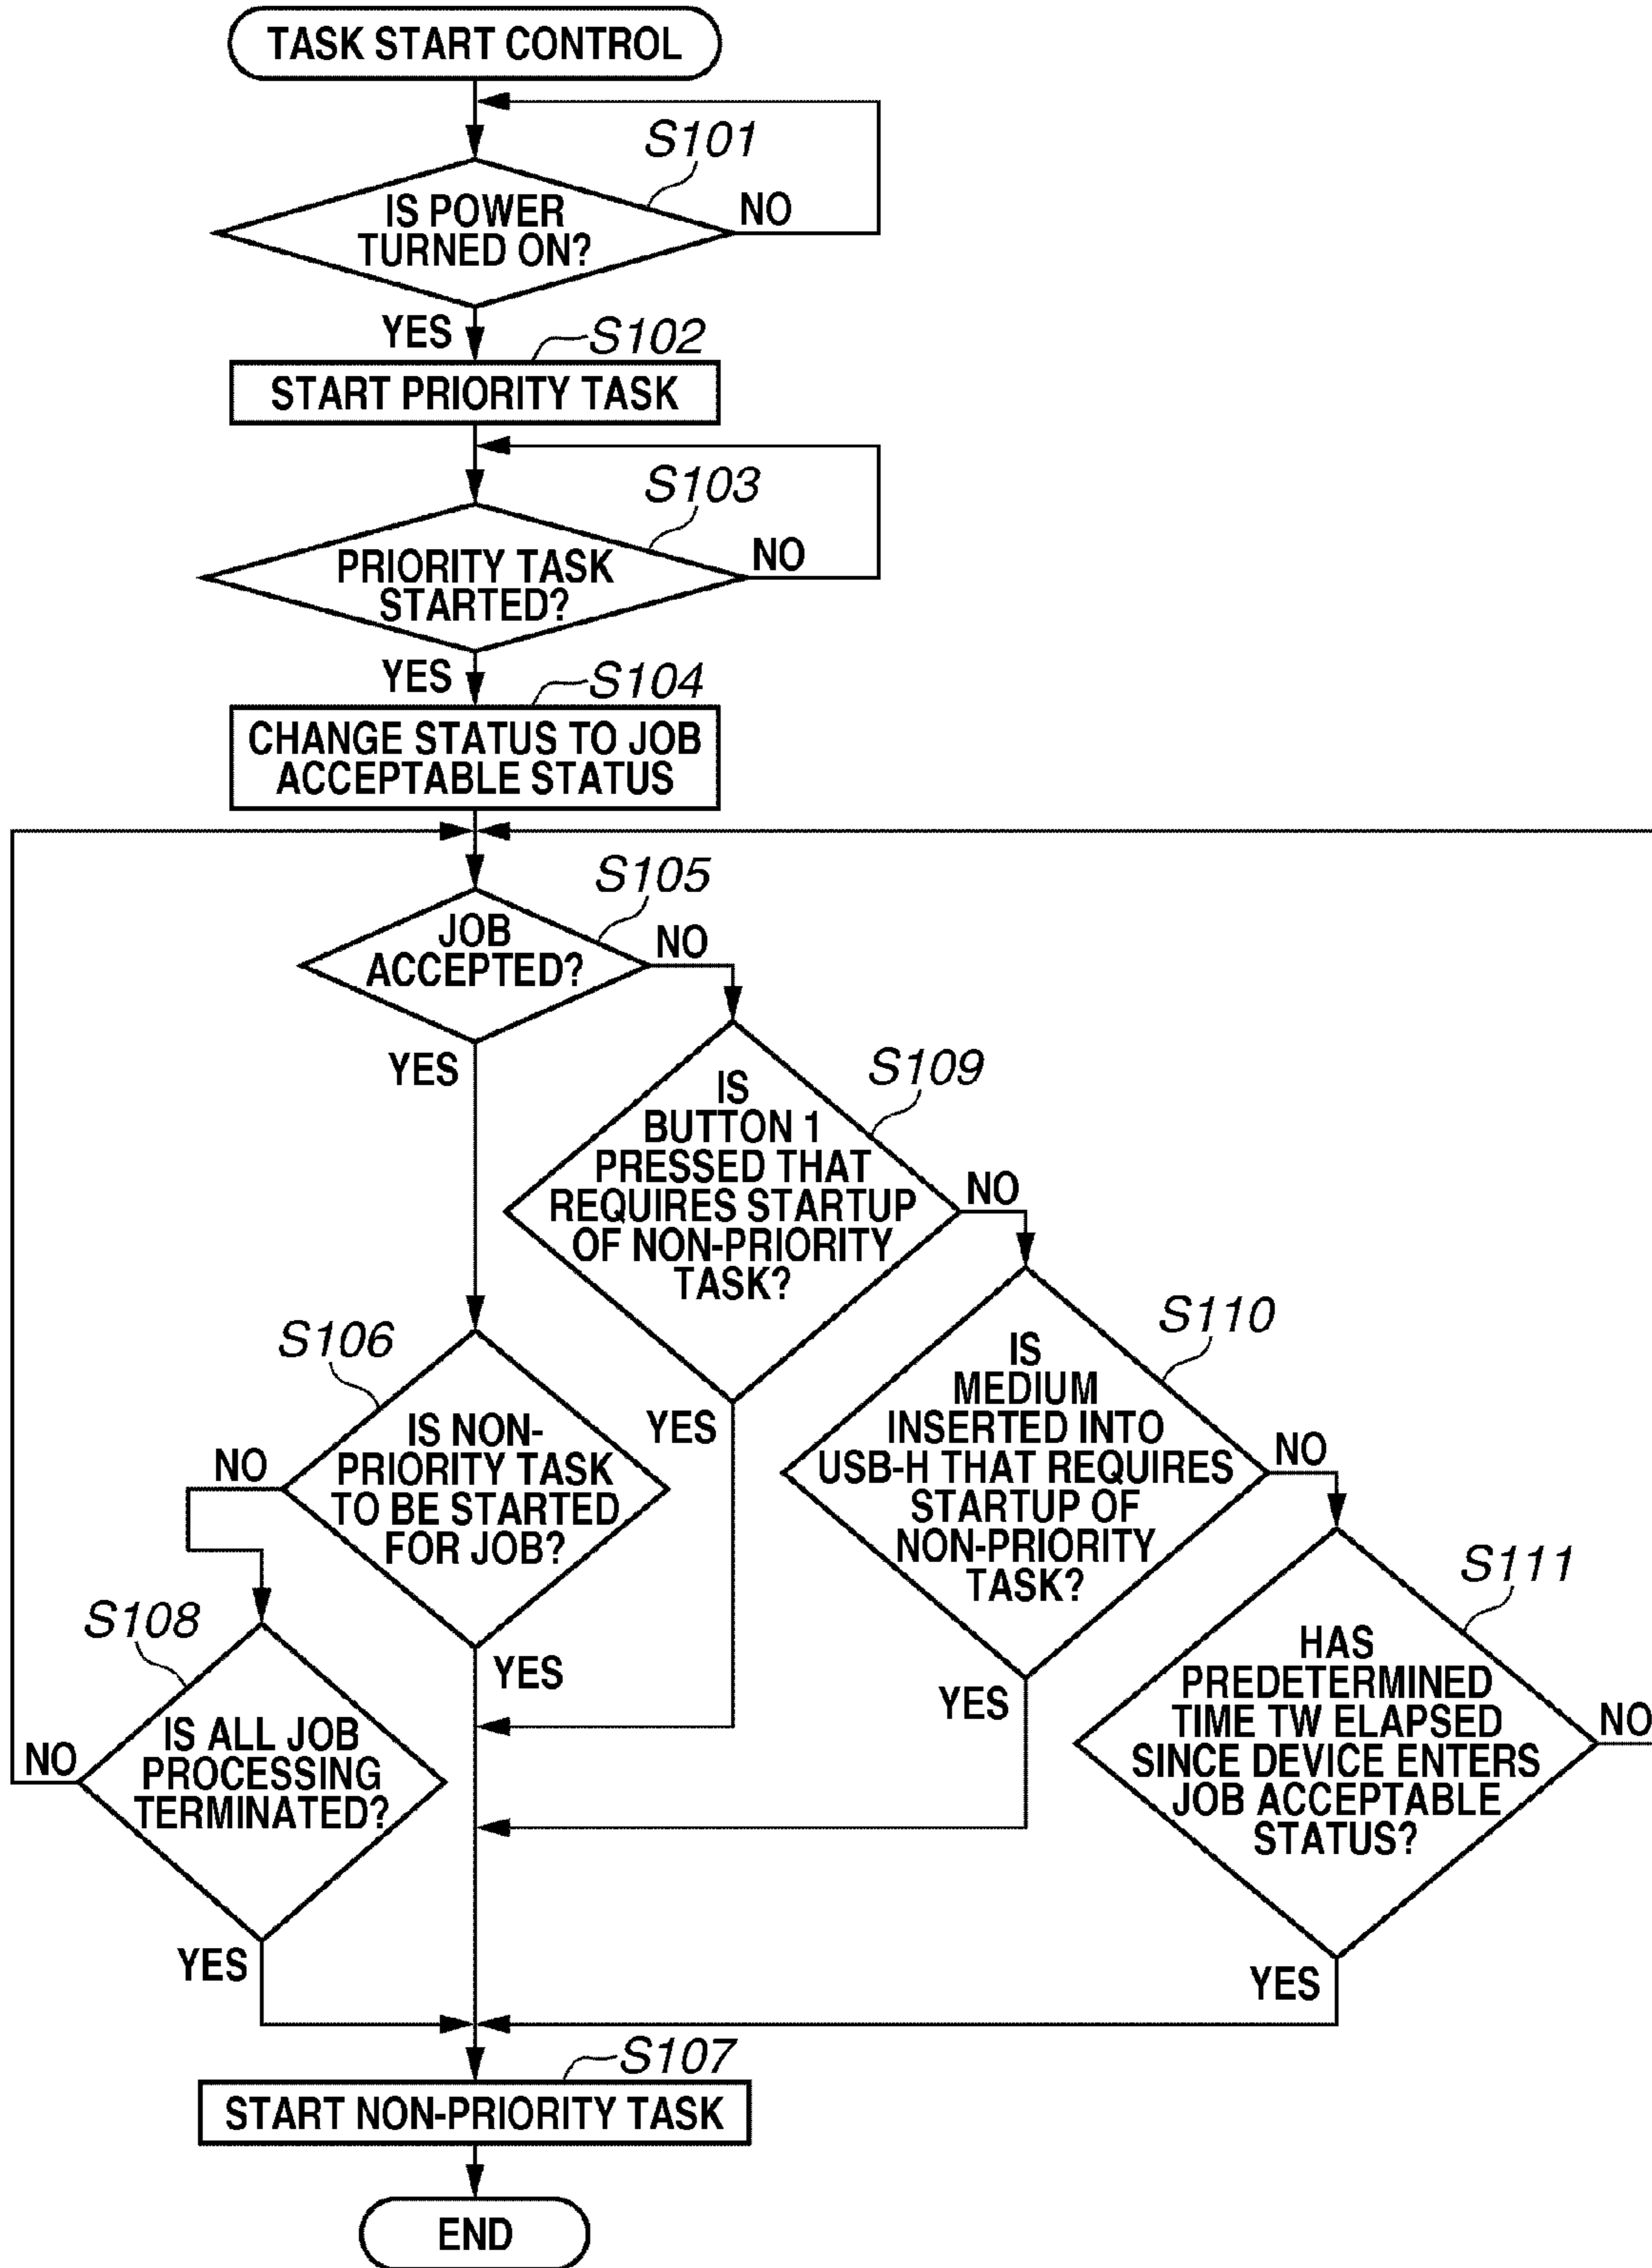 TASK START CONTROL
S101
IS POWER
TURNED ON?
NO
YES
S102
START PRIORITY TASK
S103
PRIORITY TASK
STARTED?
NO
YES
S104
CHANGE STATUS TO JOB
ACCEPTABLE STATUS
S105
JOB
ACCEPTED?
NO
YES
S109
IS
BUTTON 1
PRESSED THAT
REQUIRES STARTUP
OF NON-PRIORITY
TASK?
NO
YES
S110
IS
MEDIUM
INSERTED INTO
USB-H THAT REQUIRES
STARTUP OF
NON-PRIORITY
TASK?
NO
YES
S111
HAS
PREDETERMINED
TIME TW ELAPSED
SINCE DEVICE ENTERS
JOB ACCEPTABLE
STATUS?
NO
YES
S106
IS NON-
PRIORITY TASK
TO BE STARTED
FOR JOB?
NO
YES
S108
IS ALL JOB
PROCESSING
TERMINATED?
NO
YES
S107
START NON-PRIORITY TASK
END